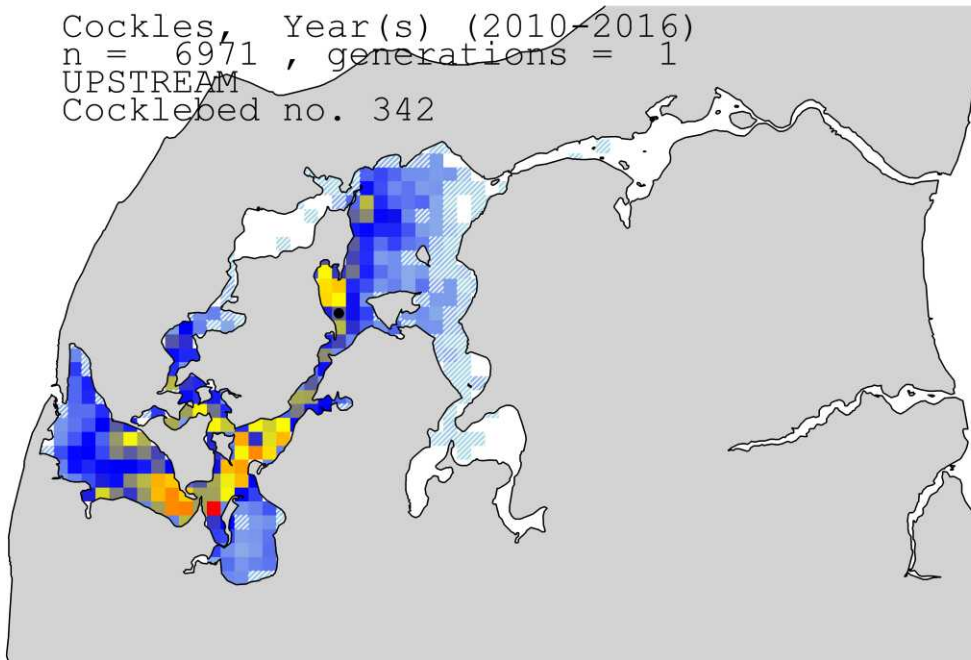 Cockles, Year(s) (2010-2016)
n = 6971 , generations = 1
UPSTREAM
Cocklebed no. 342